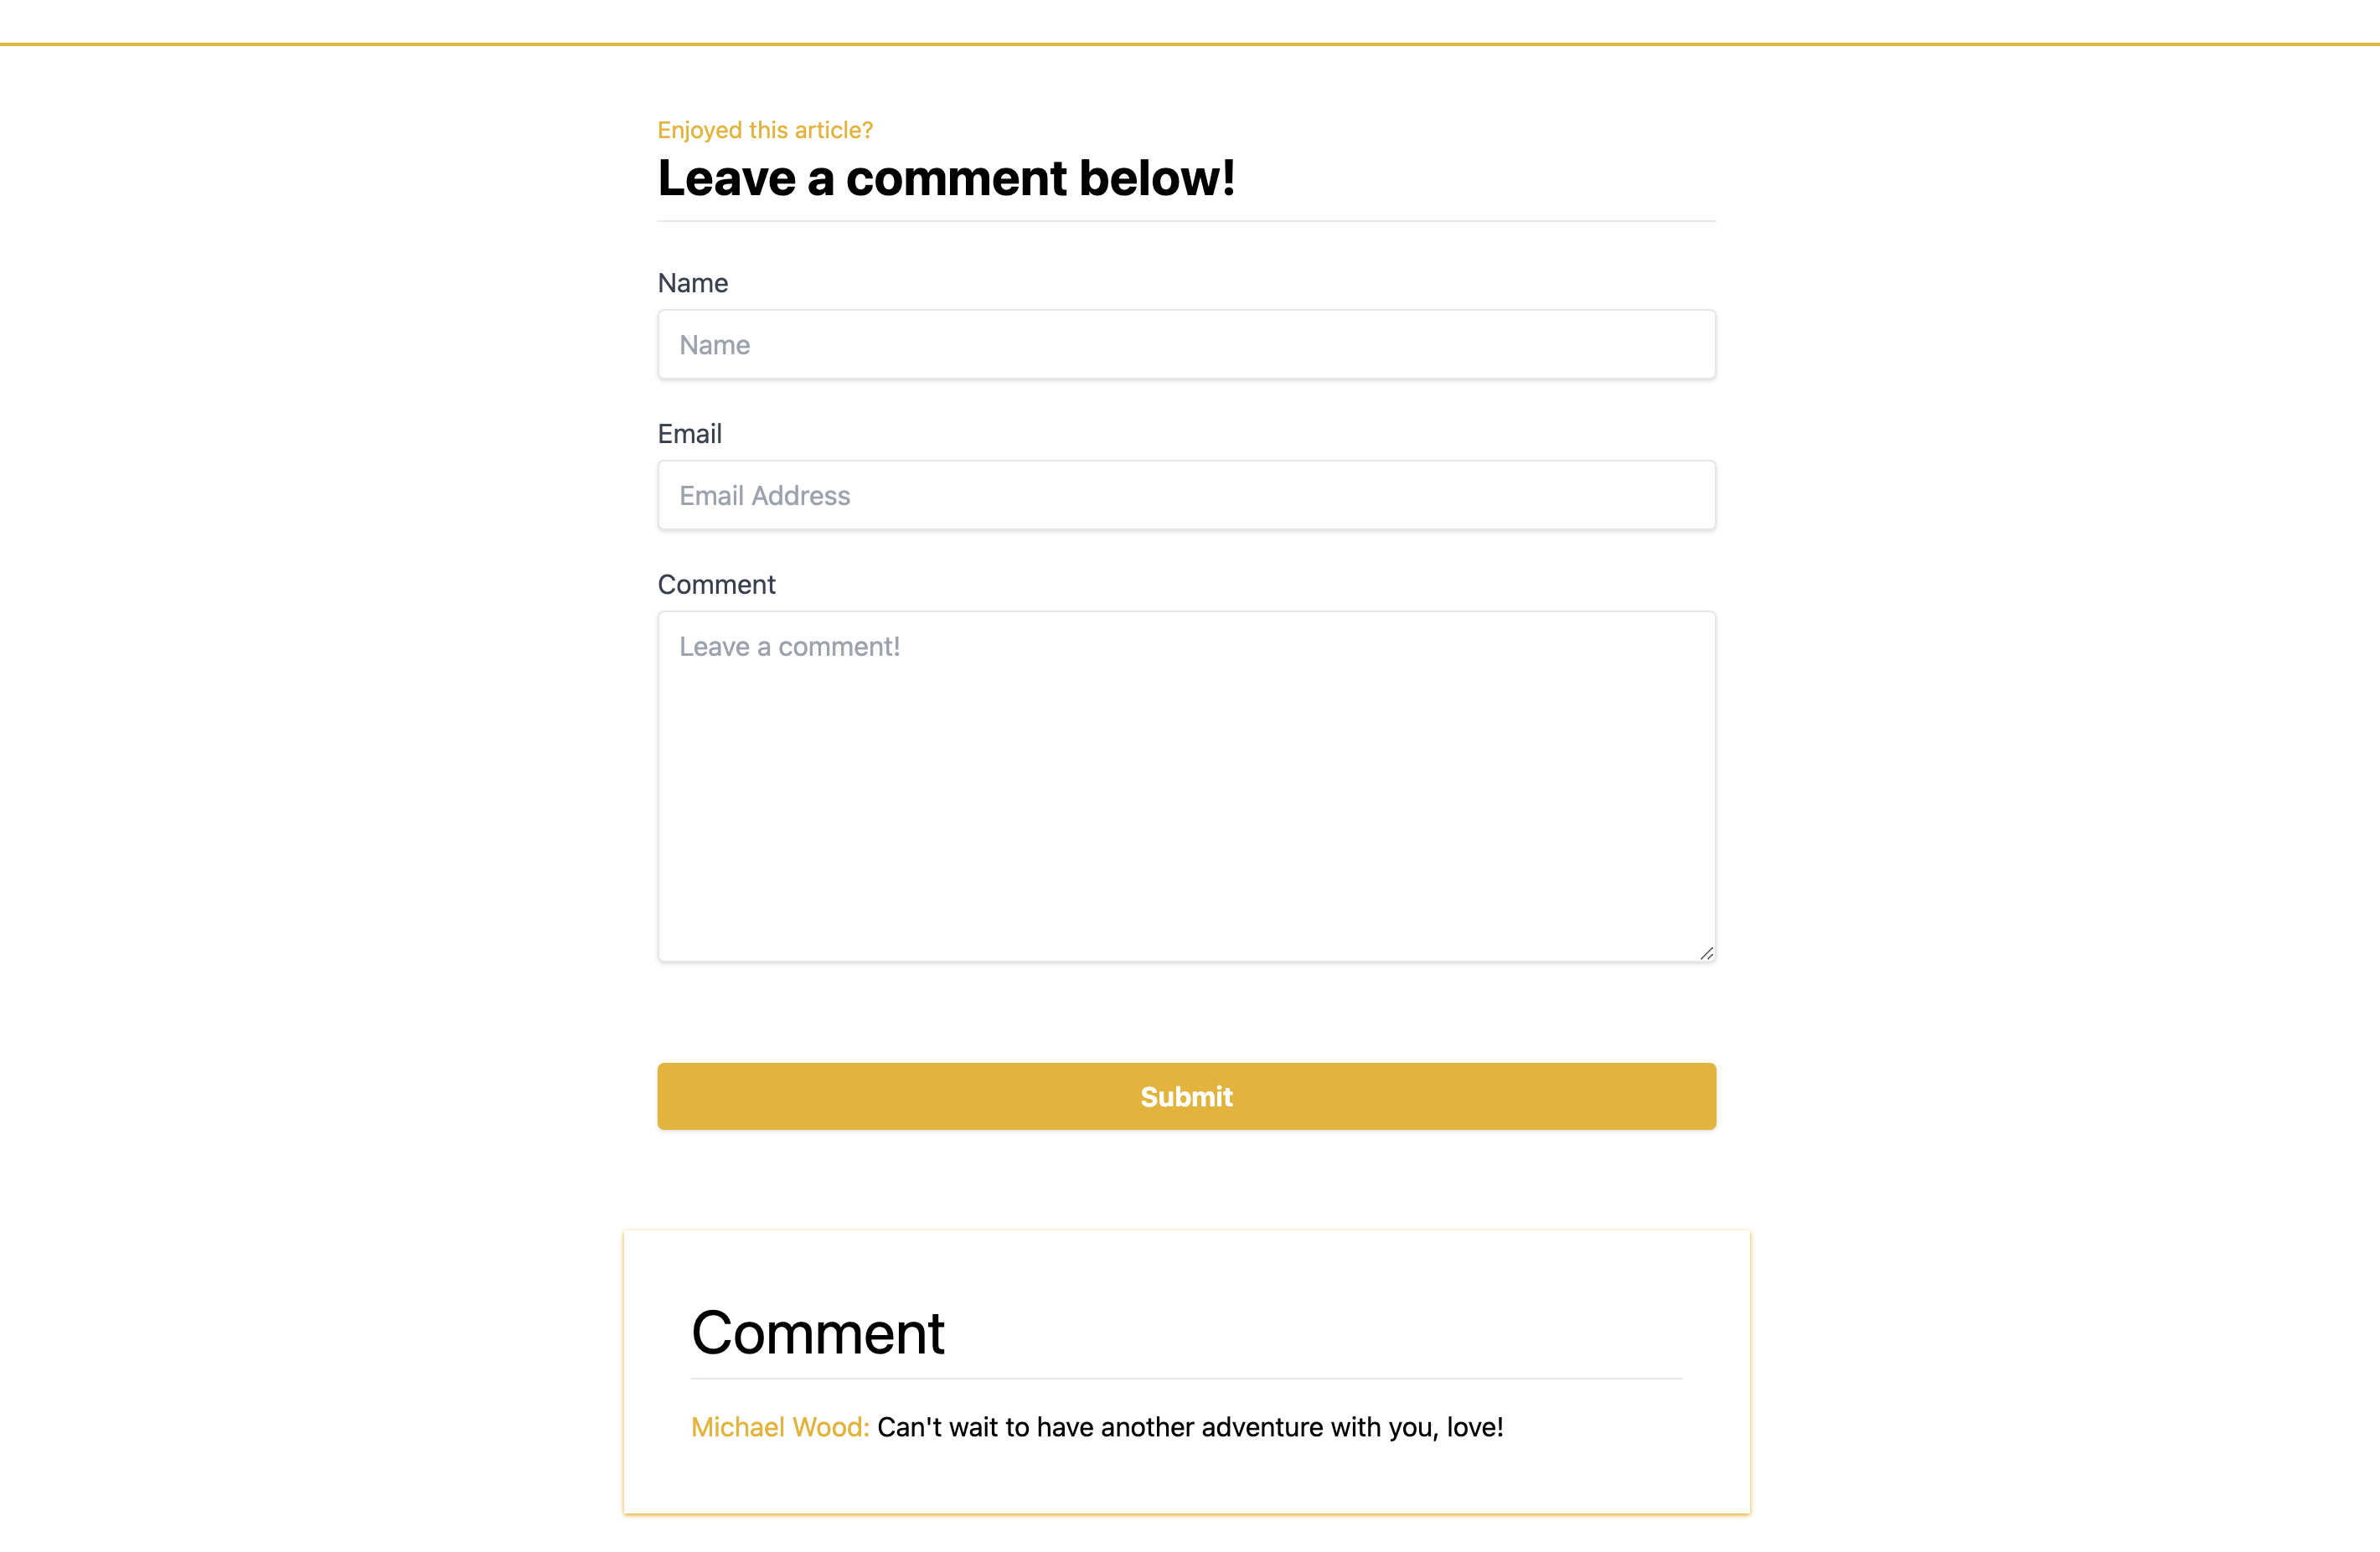 Enjoyed this article?
Leave a comment below!
Name
Name
Email
Email Address
Comment
Leave a comment!
Submit
Comment
Michael Wood: Can't wait to have another adventure with you, love!